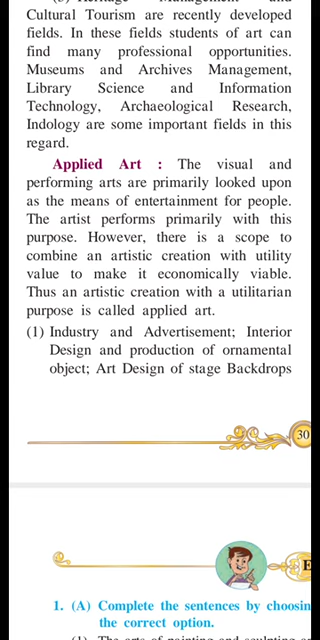 Cultural Tourism are recently developed
fields. In these fields students of art can
find many professional opportunities.
Museums and Archives Management,
Library Science and Information
Technology, Archaeological Research,
Indology are some important fields in this
regard.
Applied Art : The visual and
performing arts are primarily looked upon
as the means of entertainment for people.
The artist performs primarily with this
purpose. However, there is a scope to
combine an artistic creation with utility
value to make it economically viable.
Thus an artistic creation with a utilitarian
purpose is called applied art.
(1) Industry and Advertisement; Interior
Design and production of ornamental
object; Art Design of stage Backdrops
30
E
1. (A) Complete the sentences by choosin
the correct option.